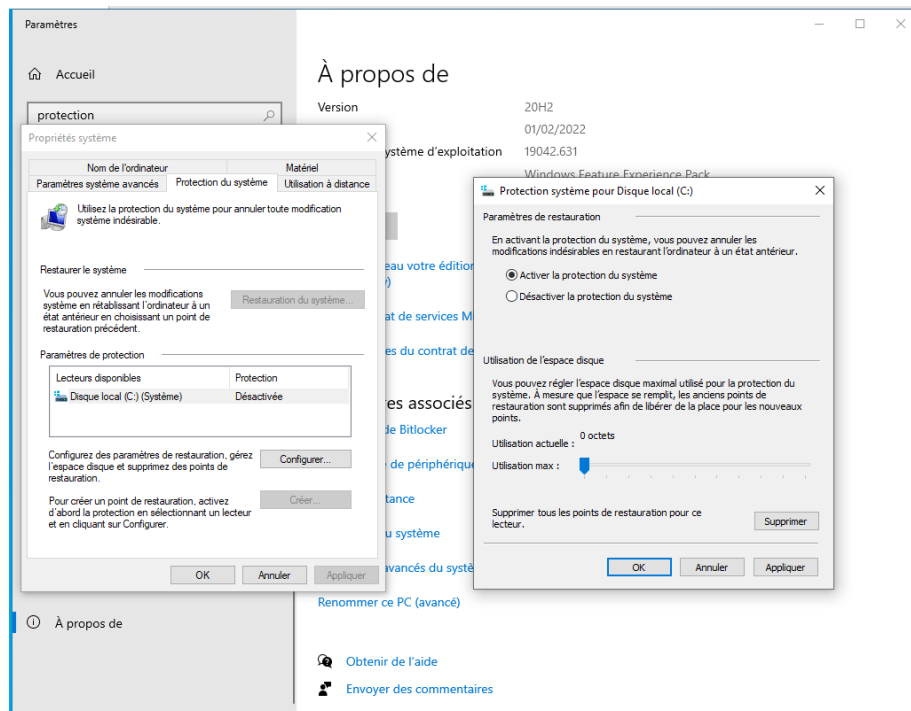 Paramètres
Accueil
protection
À propos de
Version
20H2
01/02/2022
ystème d'exploitation
19042.631
Windows Feature Experience Pack
eau votre édition
at de services M
es du contrat de
res associés
de Bitlocker
de périphérique
tance
u système
avancés du systè
Renommer ce PC (avancé)
À propos de
Obtenir de l'aide
Envoyer des commentaires
Propriétés système
Nom de l'ordinateur
Matériel
Paramètres système avancés
Protection du système
Utilisation à distance
Utilisez la protection du système pour annuler toute modification
système indésirable.
Restaurer le système
Vous pouvez annuler les modifications
système en rétablissant l'ordinateur à un
état antérieur en choisissant un point de
restauration précédent.
Restauration du système...
Paramètres de protection
Lecteurs disponibles
Protection
Disque local (C:) (Système)
Désactivée
Configurez des paramètres de restauration, gérez
l'espace disque et supprimez des points de
restauration.
Configurer...
Pour créer un point de restauration, activez
d'abord la protection en sélectionnant un lecteur
et en cliquant sur Configurer.
Créer...
OK
Annuler
Appliquer
Protection système pour Disque local (C:)
Paramètres de restauration
En activant la protection du système, vous pouvez annuler les
modifications indésirables en restaurant l'ordinateur à un état antérieur.
Activer la protection du système
Désactiver la protection du système
Utilisation de l'espace disque
Vous pouvez régler l'espace disque maximal utilisé pour la protection du
système. À mesure que l'espace se remplit, les anciens points de
restauration sont supprimés afin de libérer de la place pour les nouveaux
points.
Utilisation actuelle :
0 octets
Utilisation max :
Supprimer tous les points de restauration pour ce
lecteur.
Supprimer
OK
Annuler
Appliquer